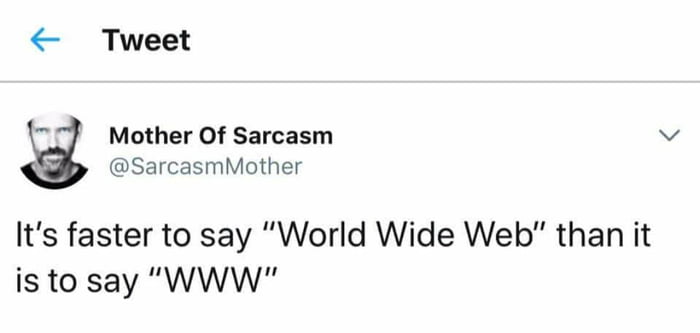 Tweet
Mother Of Sarcasm
@SarcasmMother
It's faster to say "World Wide Web" than it
is to say "WWW"